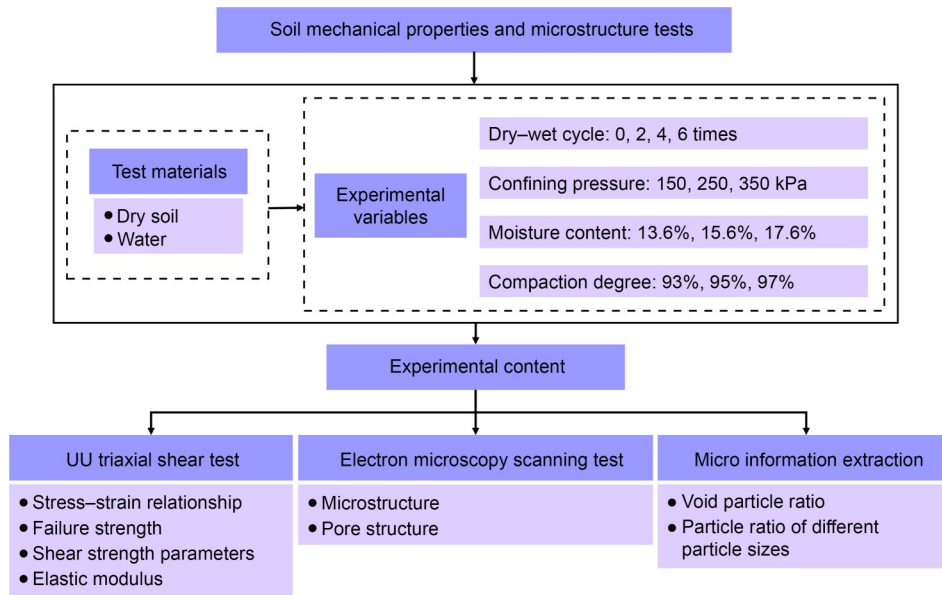 Soil mechanical properties and microstructure tests
Test materials
● Dry soil
● Water
Experimental
variables
Dry–wet cycle: 0, 2, 4, 6 times
Confining pressure: 150, 250, 350 kPa
Moisture content: 13.6%, 15.6%, 17.6%
Compaction degree: 93%, 95%, 97%
Experimental content
UU triaxial shear test
● Stress–strain relationship
● Failure strength
● Shear strength parameters
● Elastic modulus
Electron microscopy scanning test
● Microstructure
● Pore structure
Micro information extraction
● Void particle ratio
● Particle ratio of different
particle sizes